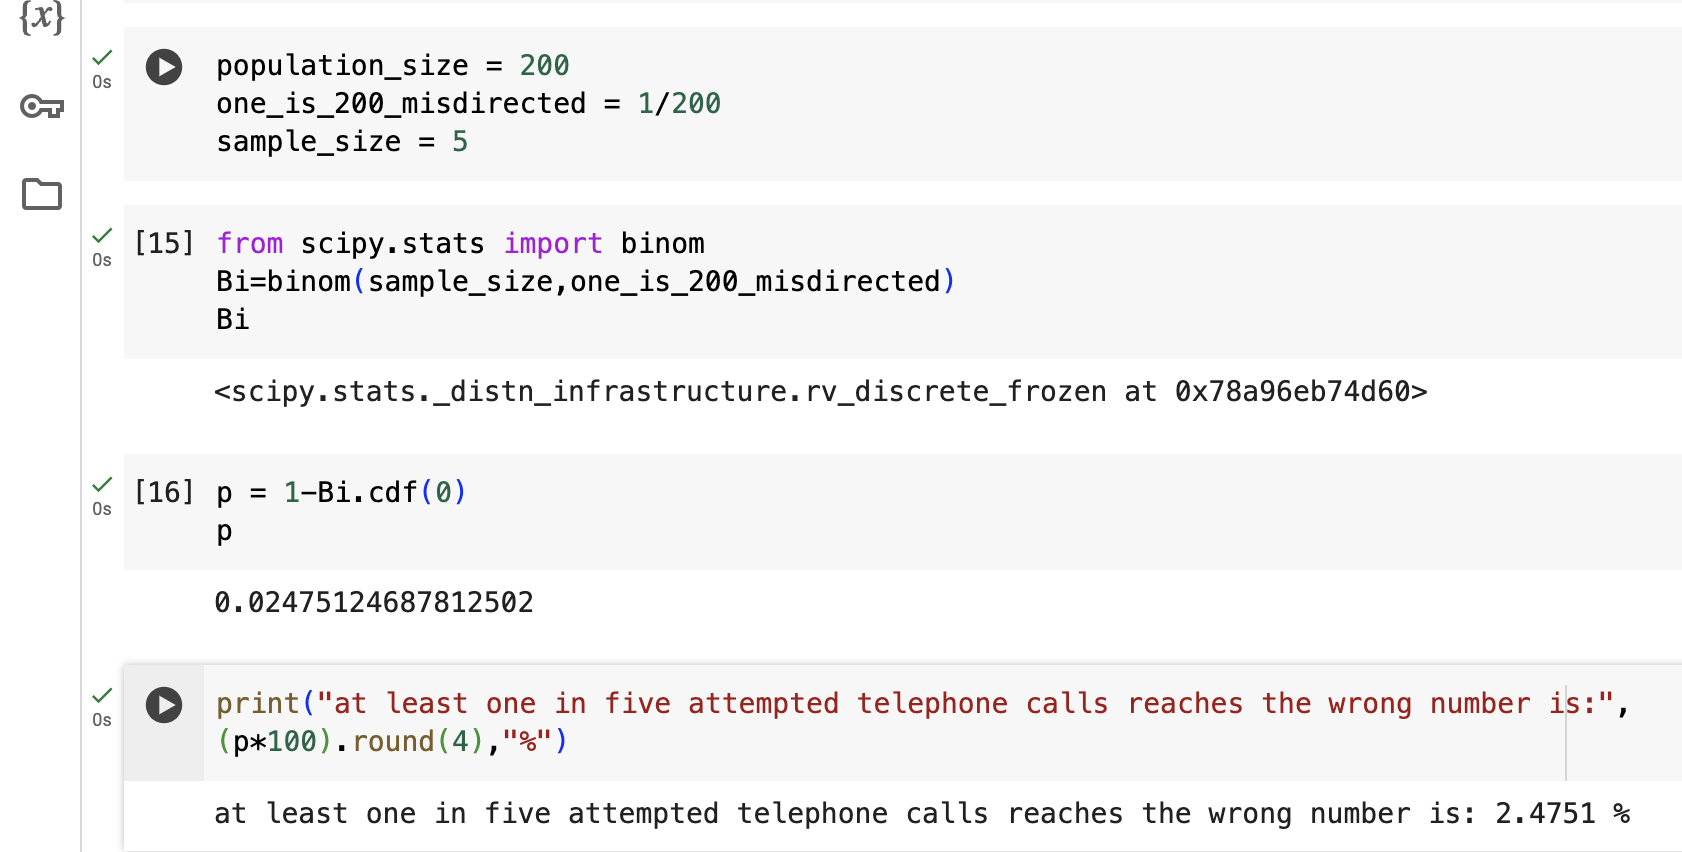 {x}
0s
population_size = 200
one_is_200_misdirected = 1/200
sample_size = 5
0s
[15] from scipy.stats import binom
Bi=binom(sample_size,one_is_200_misdirected)
Bi
<scipy.stats._distn_infrastructure.rv_discrete_frozen at 0x78a96eb74d60>
0s
[16] p = 1-Bi.cdf(0)
p
0.02475124687812502
0s
print("at least one in five attempted telephone calls reaches the wrong number is:",
(p*100).round(4),"%")
at least one in five attempted telephone calls reaches the wrong number is: 2.4751 %